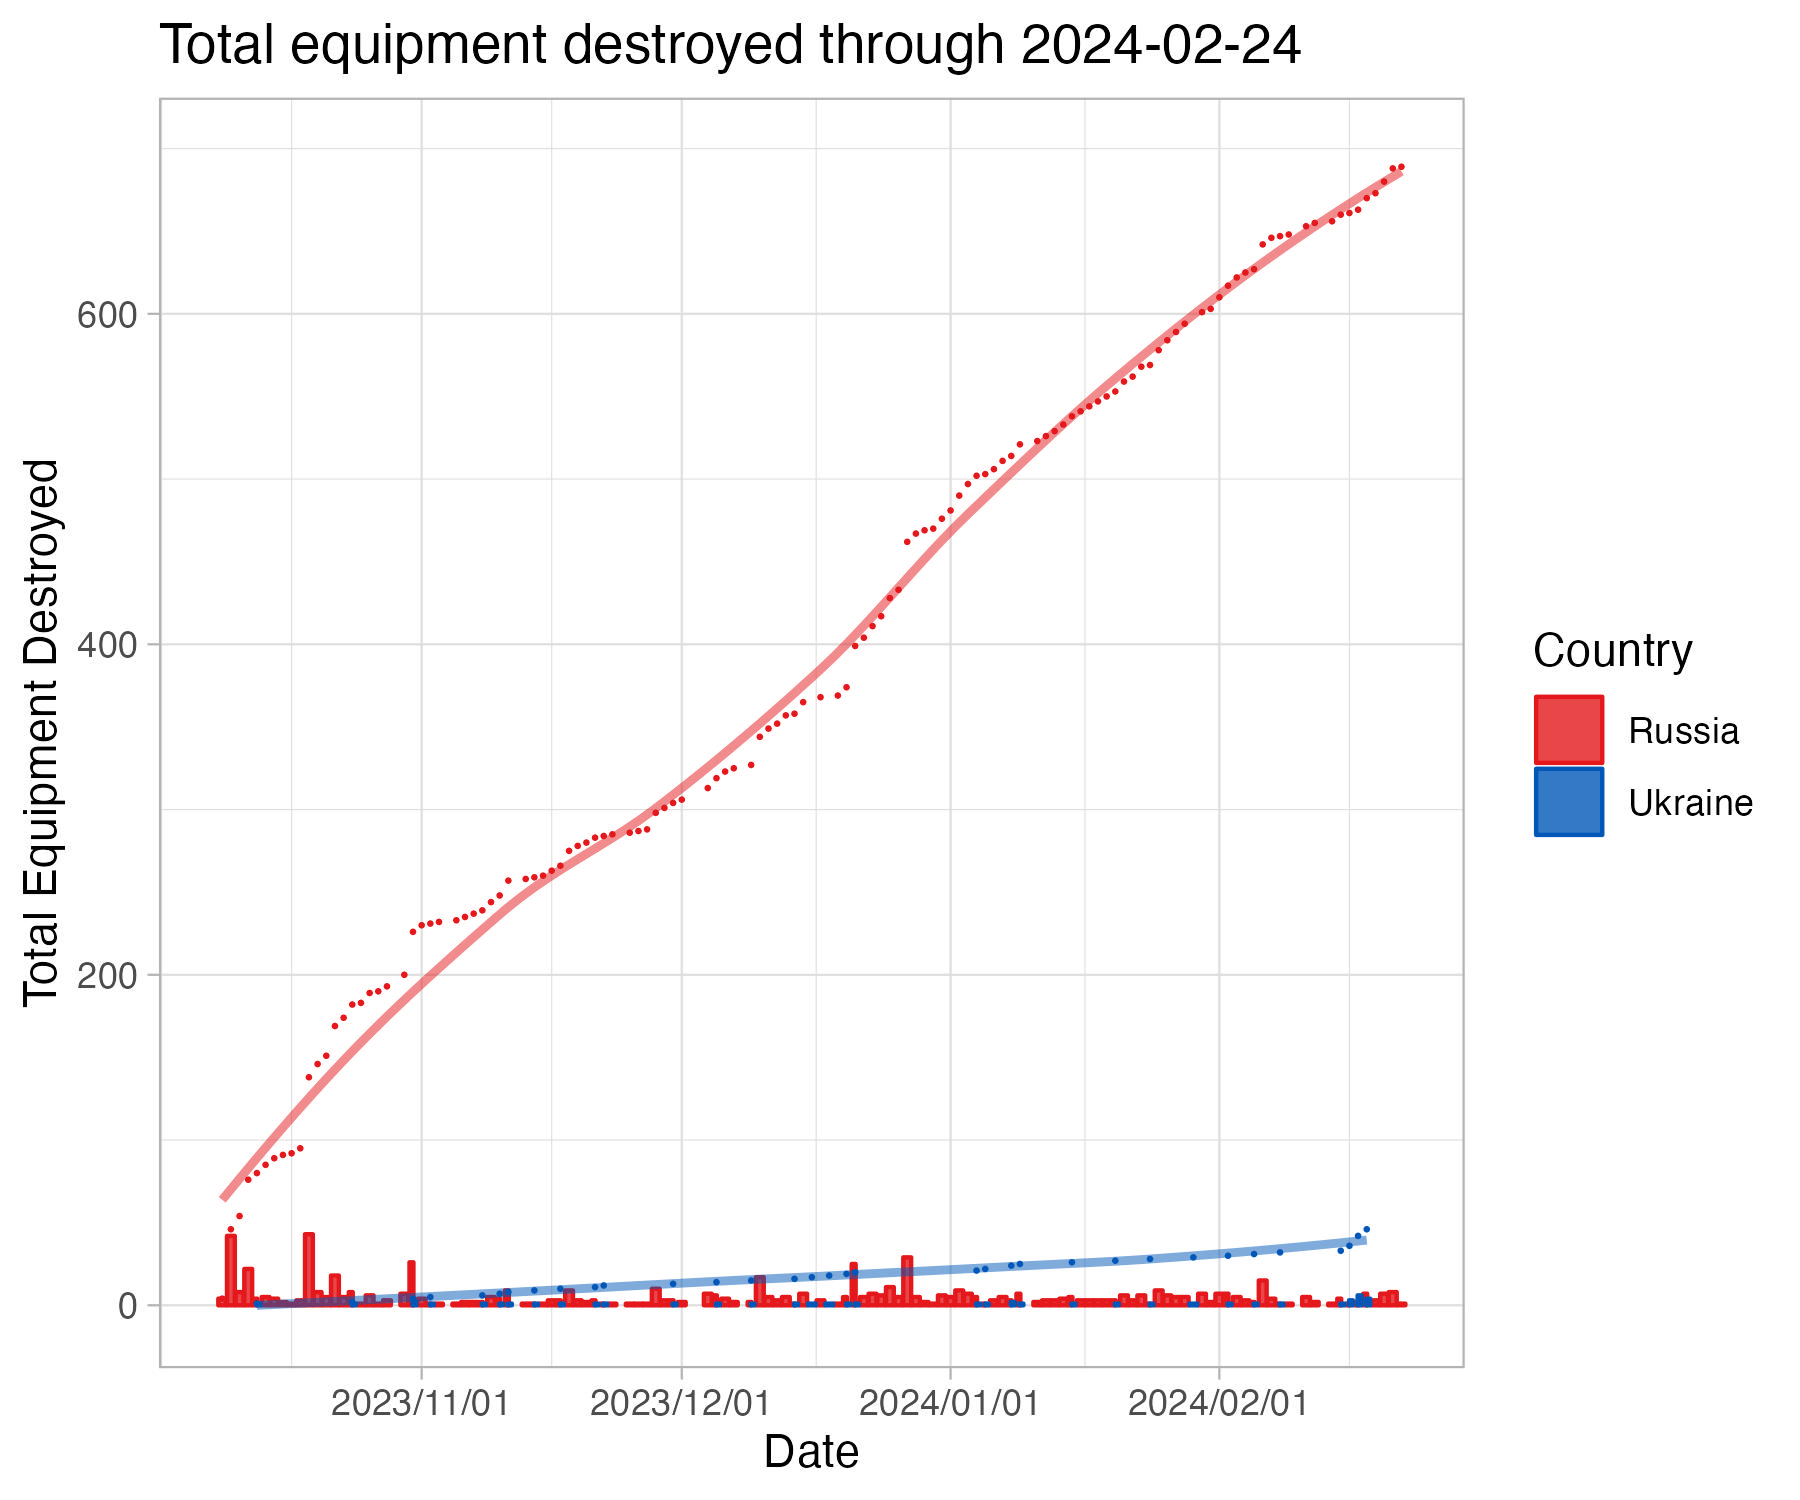 Total equipment destroyed through 2024-02-24
Total Equipment Destroyed
600
400
200
0
2023/11/01 2023/12/01 2024/01/01 2024/02/01
Date
Country
Russia
Ukraine